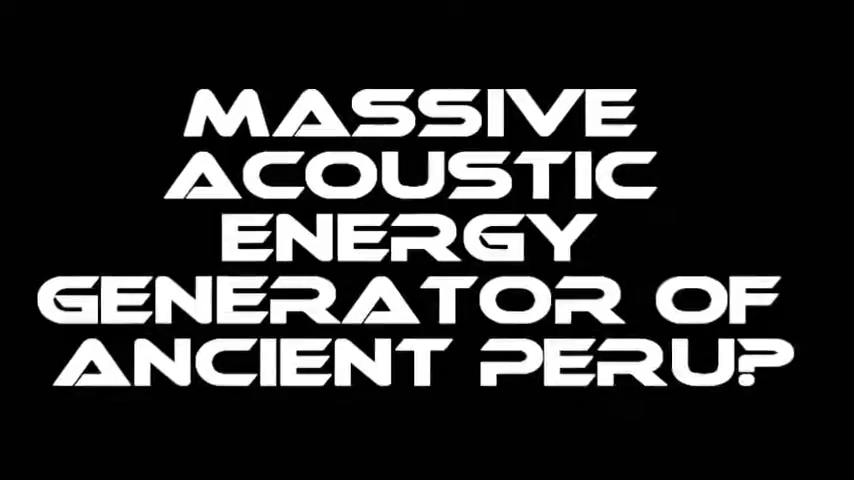 MASSIVE
ACOUSTIC
ENERGY
GENERATOR OF
ANCIENT PERU?